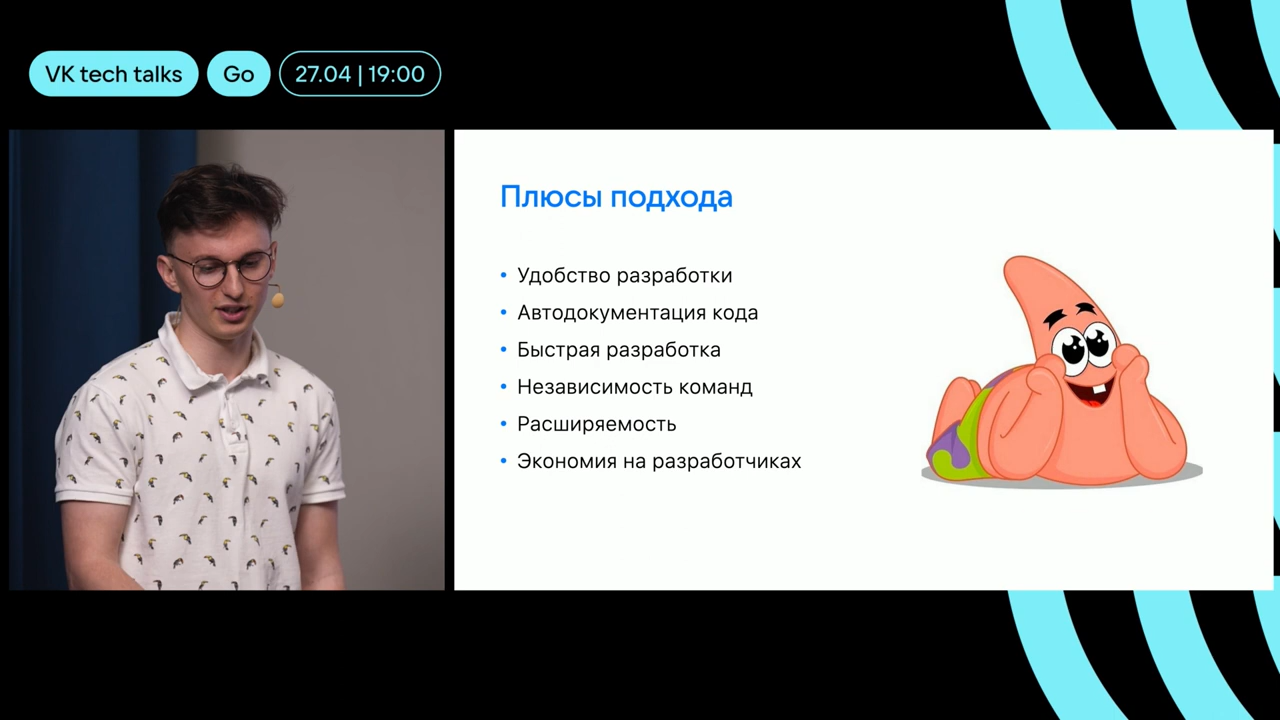 VK tech talks
Go
27.04 | 19:00
Плюсы подхода
• Удобство разработки
• Автодокументация кода
• Быстрая разработка
• Независимость команд
• Расширяемость
• Экономия на разработчиках